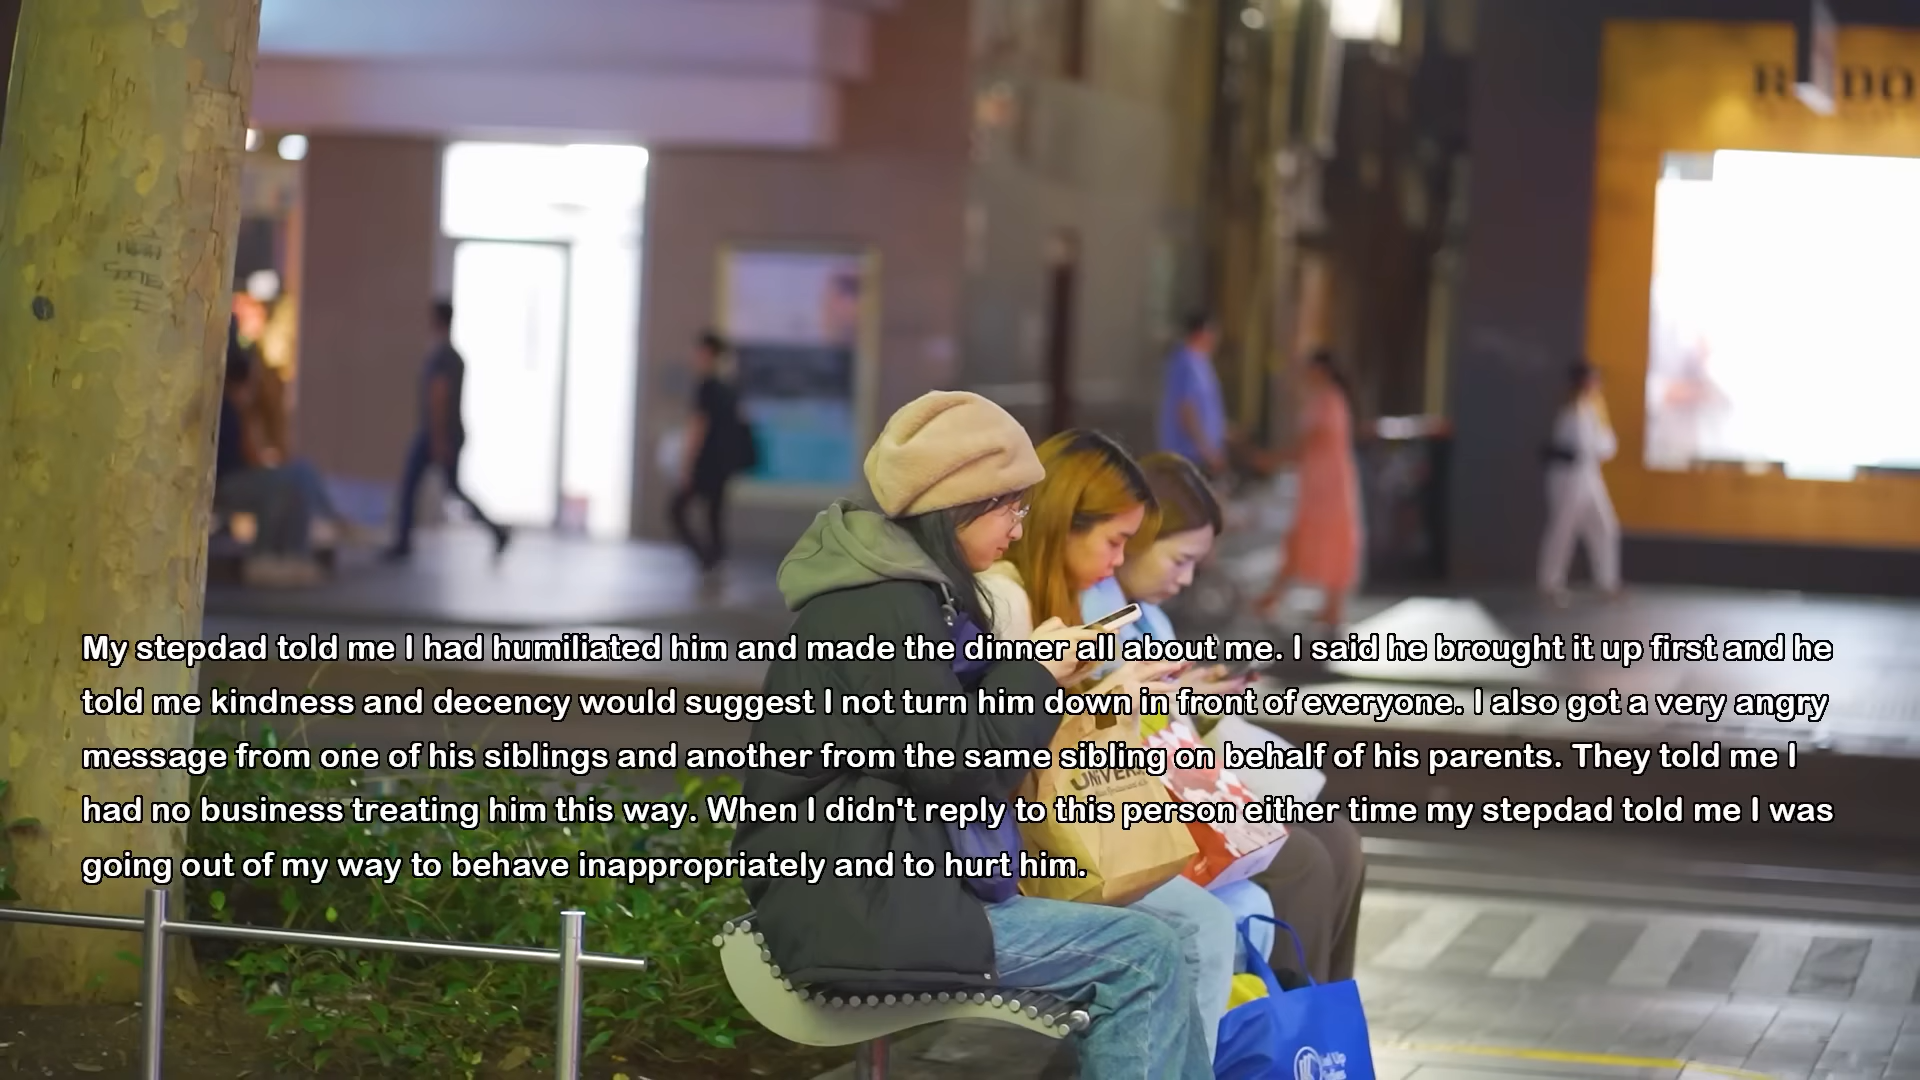 My stepdad told me I had humiliated him and made the dinner all about me. I said he brought it up first and he
told me kindness and decency would suggest I not turn him down in front of everyone. I also got a very angry
message from one of his siblings and another from the same sibling on behalf of his parents. They told me I
had no business treating him this way. When I didn't reply to this person either time my stepdad told me I was
going out of my way to behave inappropriately and to hurt him.